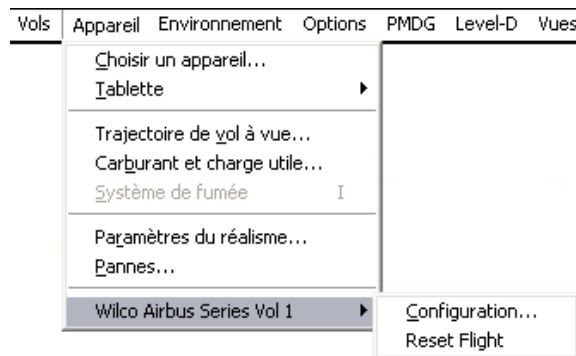 Vols Appareil Environnement Options PMDG Level-D Vues
Choisir un appareil...
Tablette
Trajectoire de vol à vue...
Carburant et charge utile...
Système de fumée I
Paramètres du réalisme...
Pannes...
Wilco Airbus Series Vol 1
Configuration...
Reset Flight